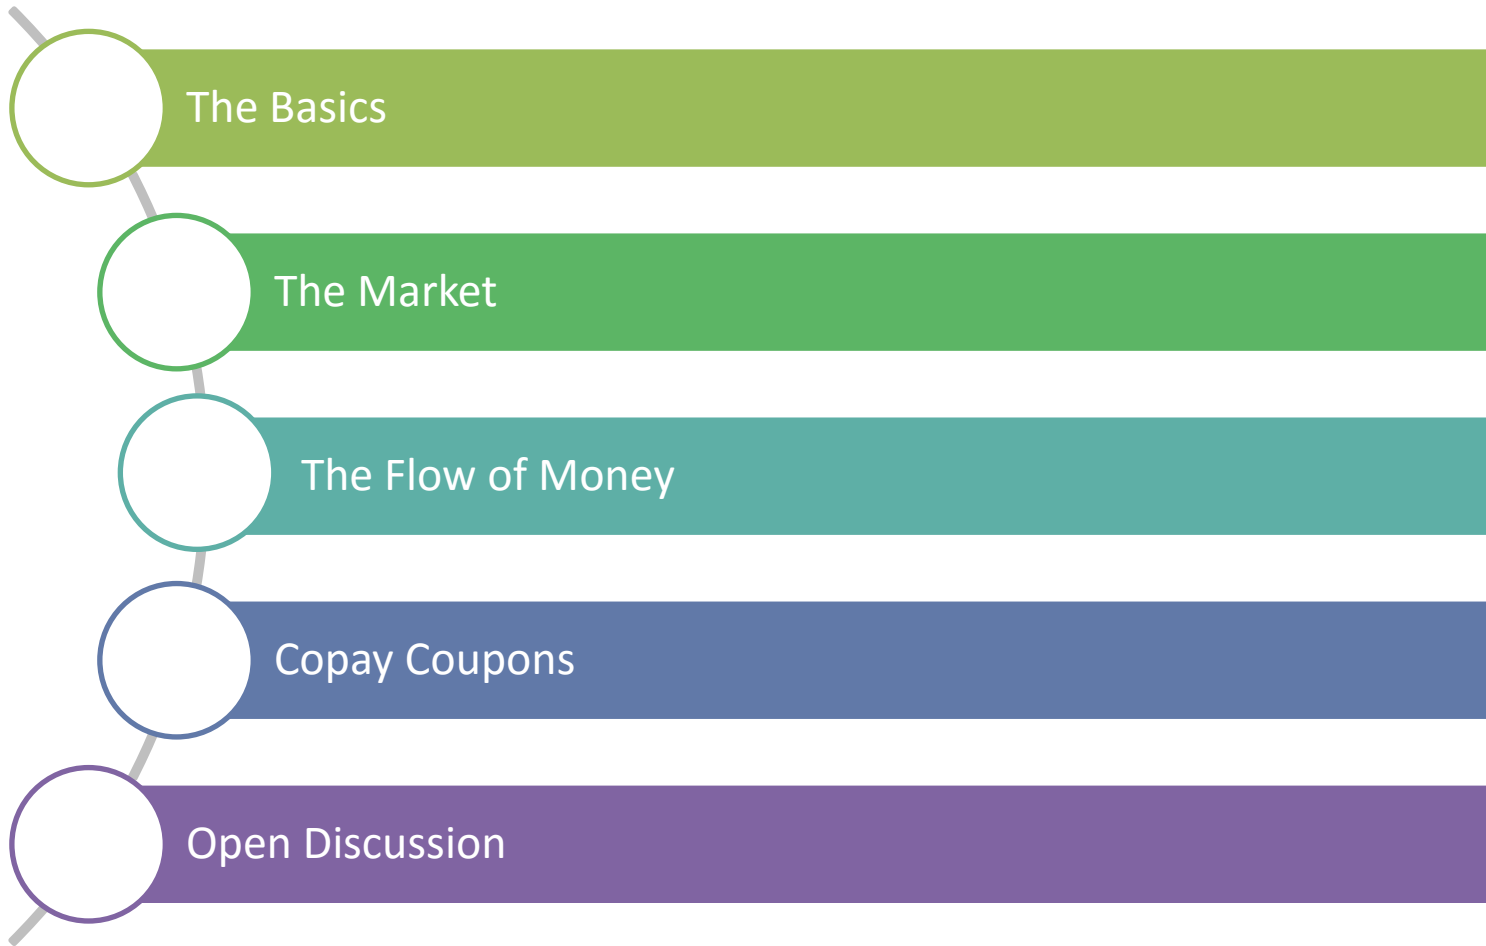 The Basics
The Market
The Flow of Money
Copay Coupons
Open Discussion